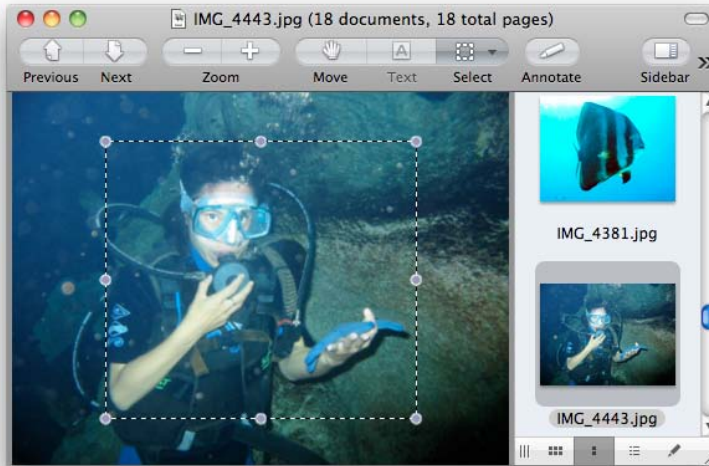 IMG_4443.jpg (18 documents, 18 total pages)
Previous Next Zoom Move Text Select Annotate Sidebar
A
IMG_4381.jpg
IMG_4443.jpg